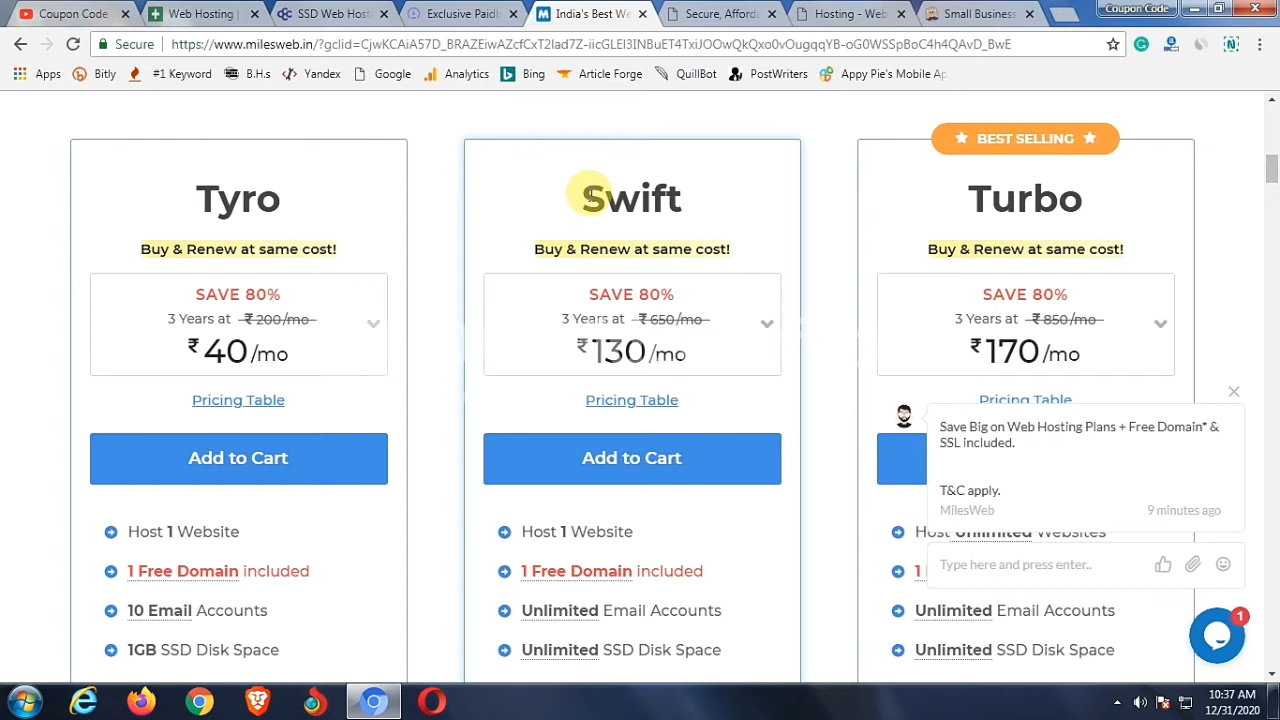 Coupon Code
Web Hosting |
SSD Web Host
Excellent Paid
India's Best We
Secure, Afforda
Hosting – Web
Small Business
Coupon Code
Secure
https://www.milesweb.in/?gclid=CjwKCAiA57D_BRAZEiwAZcfCxT2lad7Z-iicGLEI3INBuET4TxiJOOwQkQxo0vOugqqYB-oG0WSSpBoC4h4QAvD_BwE
Apps
Bitly
#1 Keyword
B.H.s
Yandex
Google
Analytics
Bing
Article Forge
QuillBot
PostWriters
Appy Pie's Mobile Ap
BEST SELLING
Tyro
Buy & Renew at same cost!
SAVE 80%
3 Years at ₹200/mo
₹40/mo
Pricing Table
Add to Cart
Host 1 Website
1 Free Domain included
10 Email Accounts
1GB SSD Disk Space
Swift
Buy & Renew at same cost!
SAVE 80%
3 Years at ₹650/mo
₹130/mo
Pricing Table
Add to Cart
Host 1 Website
1 Free Domain included
Unlimited Email Accounts
Unlimited SSD Disk Space
Turbo
Buy & Renew at same cost!
SAVE 80%
3 Years at ₹850/mo
₹170/mo
Pricing Table
Host Unlimited Websites
1
Unlimited Email Accounts
Unlimited SSD Disk Space
Save Big on Web Hosting Plans + Free Domain* &
SSL included.
T&C apply.
MilesWeb
9 minutes ago
Type here and press enter..
1
10:37 AM
12/31/2020